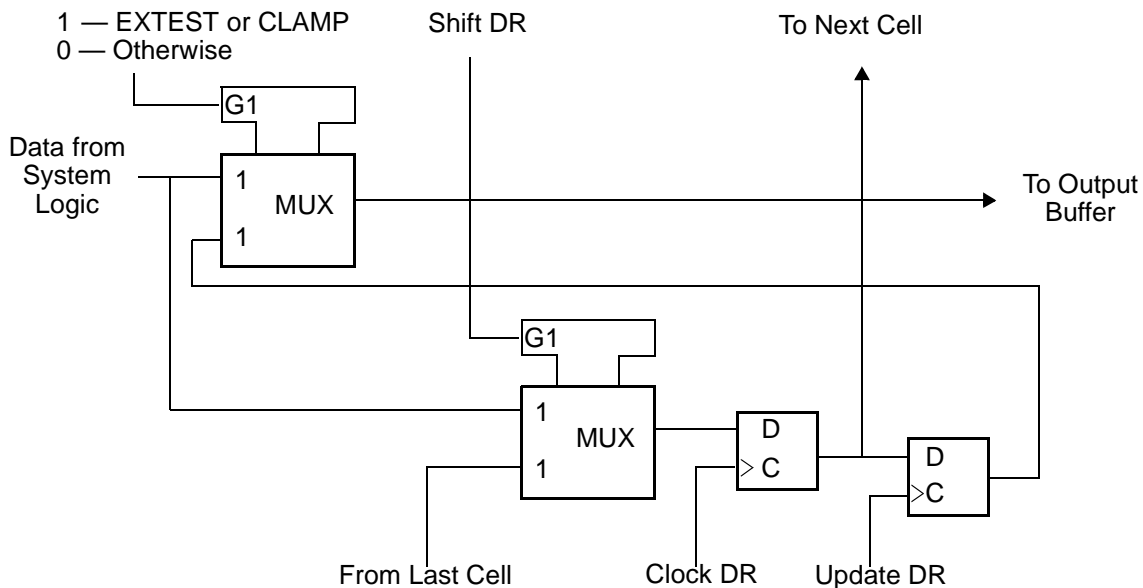 1 — EXTEST or CLAMP
0 — Otherwise
Shift DR
To Next Cell
G1
Data from
System
Logic
1
MUX
1
To Output
Buffer
G1
1
MUX
1
D
C
D
C
From Last Cell
Clock DR
Update DR